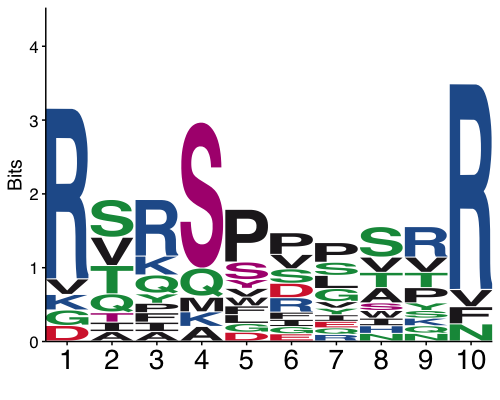 Bits
4
3
2
1
0
R V K G D
S V T Q T A
R K Q Y P A
S Q M K A
P S Y W G D
P V S D R
P S L G Y Q R
S V T A S W H N
R V T P Y S K Q N
R V F N
1 2 3 4 5 6 7 8 9 10